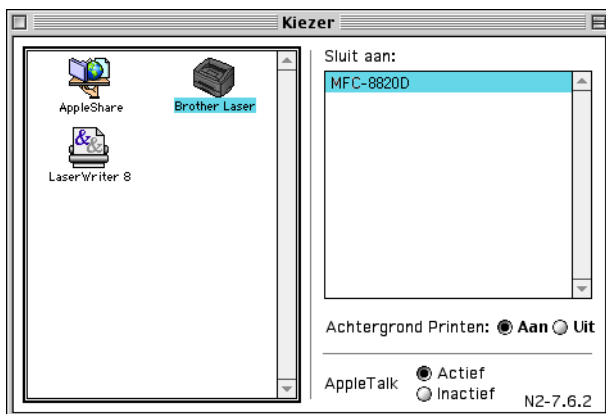 Kiezer
AppleShare
Brother Laser
LaserWriter 8
Sluit aan:
MFC-8820D
Achtergrond Printen: Aan Uit
AppleTalk
Actief
Inactief
N2-7.6.2